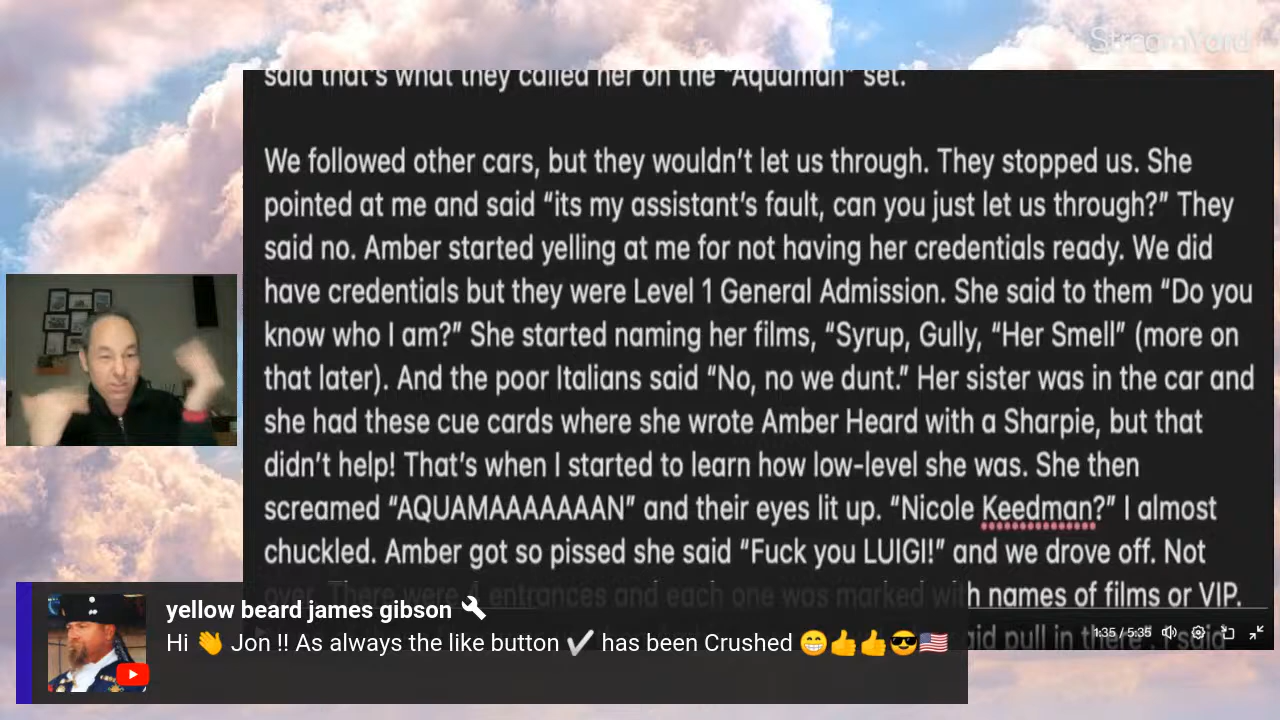 StreamYard
said that's what they called her on the "Aquaman" set.
We followed other cars, but they wouldn't let us through. They stopped us. She
pointed at me and said "its my assistant's fault, can you just let us through?" They
said no. Amber started yelling at me for not having her credentials ready. We did
have credentials but they were Level 1 General Admission. She said to them "Do you
know who I am?" She started naming her films, "Syrup, Gully, "Her Smell" (more on
that later). And the poor Italians said "No, no we dunt." Her sister was in the car and
she had these cue cards where she wrote Amber Heard with a Sharpie, but that
didn't help! That's when I started to learn how low-level she was. She then
screamed "AQUAMAAAAAAAN" and their eyes lit up. "Nicole Keedman?" I almost
chuckled. Amber got so pissed she said "Fuck you LUIGI!" and we drove off. Not
over. There were 4 entrances and each one was marked with names of films or VIP.
aid pull in there". I said
1:35 / 5:35
yellow beard james gibson 🔧
Hi 👋 Jon !! As always the like button ✔️ has been Crushed 😁👍👍😎🇺🇸